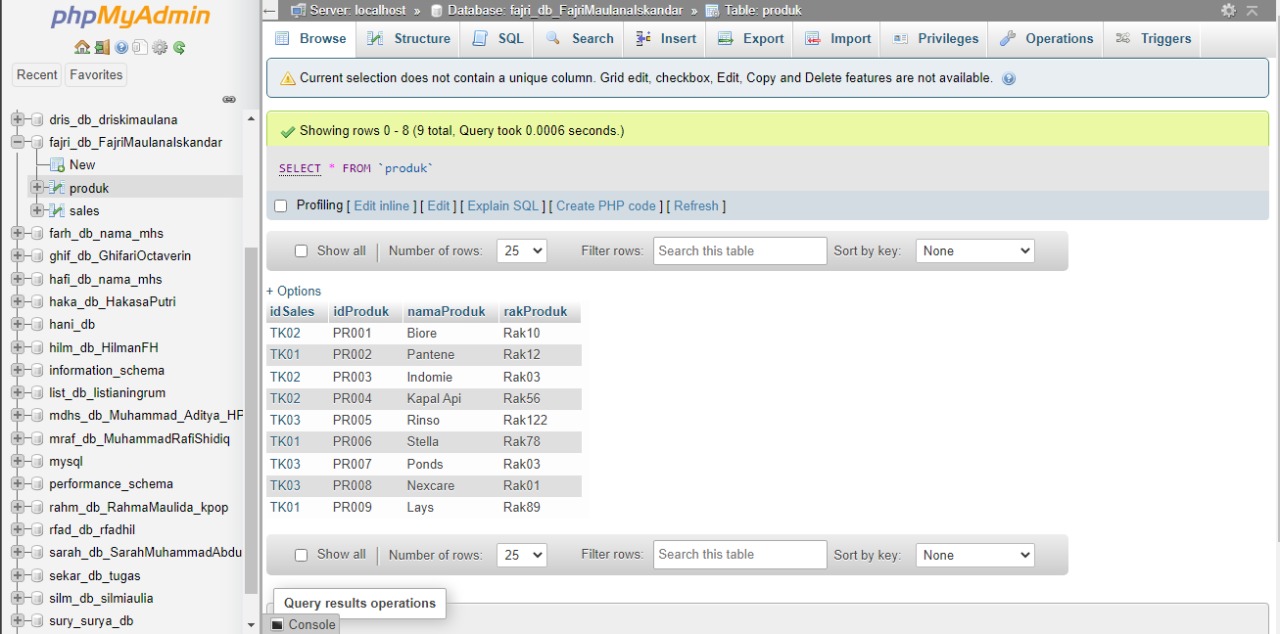 phpMyAdmin
Recent Favorites
dris_db_driskimaulana
fajri_db_FajriMaulanaIskandar
New
produk
sales
farh_db_nama_mhs
ghif_db_GhifariOctaverin
hafi_db_nama_mhs
haka_db_HakasaPutri
hani_db
hilm_db_HilmanFH
information_schema
list_db_listianingrum
mdhs_db_Muhammad_Aditya_HF
mraf_db_MuhammadRafiShidiq
mysql
performance_schema
rahm_db_RahmaMaulida_kpop
rfad_db_rfadhil
sarah_db_SarahMuhammadAbdu
sekar_db_tugas
silm_db_silmiaulia
sury_surya_db
Server: localhost » Database: fajri_db_FajriMaulanaIskandar » Table: produk
Browse Structure SQL Search Insert Export Import Privileges Operations Triggers
Current selection does not contain a unique column. Grid edit, checkbox, Edit, Copy and Delete features are not available.
Showing rows 0 - 8 (9 total, Query took 0.0006 seconds.)
SELECT * FROM `produk`
Profiling [ Edit inline ] [ Edit ] [ Explain SQL ] [ Create PHP code ] [ Refresh ]
Show all | Number of rows: 25 Filter rows: Search this table Sort by key: None
+ Options
idSales idProduk namaProduk rakProduk
TK02 PR001 Biore Rak10
TK01 PR002 Pantene Rak12
TK02 PR003 Indomie Rak03
TK02 PR004 Kapal Api Rak56
TK03 PR005 Rinso Rak122
TK01 PR006 Stella Rak78
TK03 PR007 Ponds Rak03
TK03 PR008 Nexcare Rak01
TK01 PR009 Lays Rak89
Show all | Number of rows: 25 Filter rows: Search this table Sort by key: None
Query results operations
Console